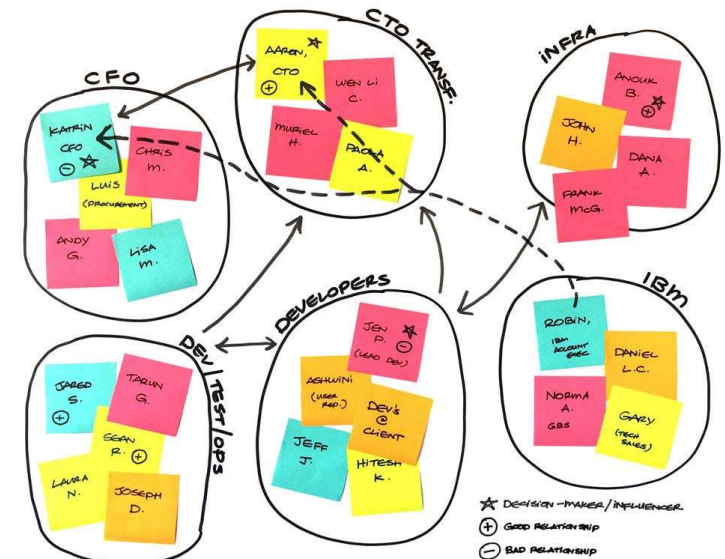 CFO
KATRIN
CFO
CHRIS
M.
LUIS
(PROCUREMENT)
ANDY
G.
LISA
M.
CTO TRANSF.
AARON,
CTO
WEN LI
C.
MURIEL
H.
PAOLA
A.
INFRA
ANOUK
B.
JOHN
H.
DANA
A.
FRANK
McG.
DEV/TEST/OPS
JARED
S.
TARUN
G.
SEAN
R.
LAURA
N.
JOSEPH
D.
DEVELOPERS
JEN
P.
(LEAD DEV)
ASHWINI
(USER
REP.)
DEV'S
@
CLIENT
JEFF
J.
HITESH
K.
IBM
ROBIN,
IBM
ACCOUNT
EXEC
DANIEL
L.C.
NORMA
A.
GBS
GARY
(TECH
SALES)
DECISION-MAKER/INFLUENCER
GOOD RELATIONSHIP
BAD RELATIONSHIP